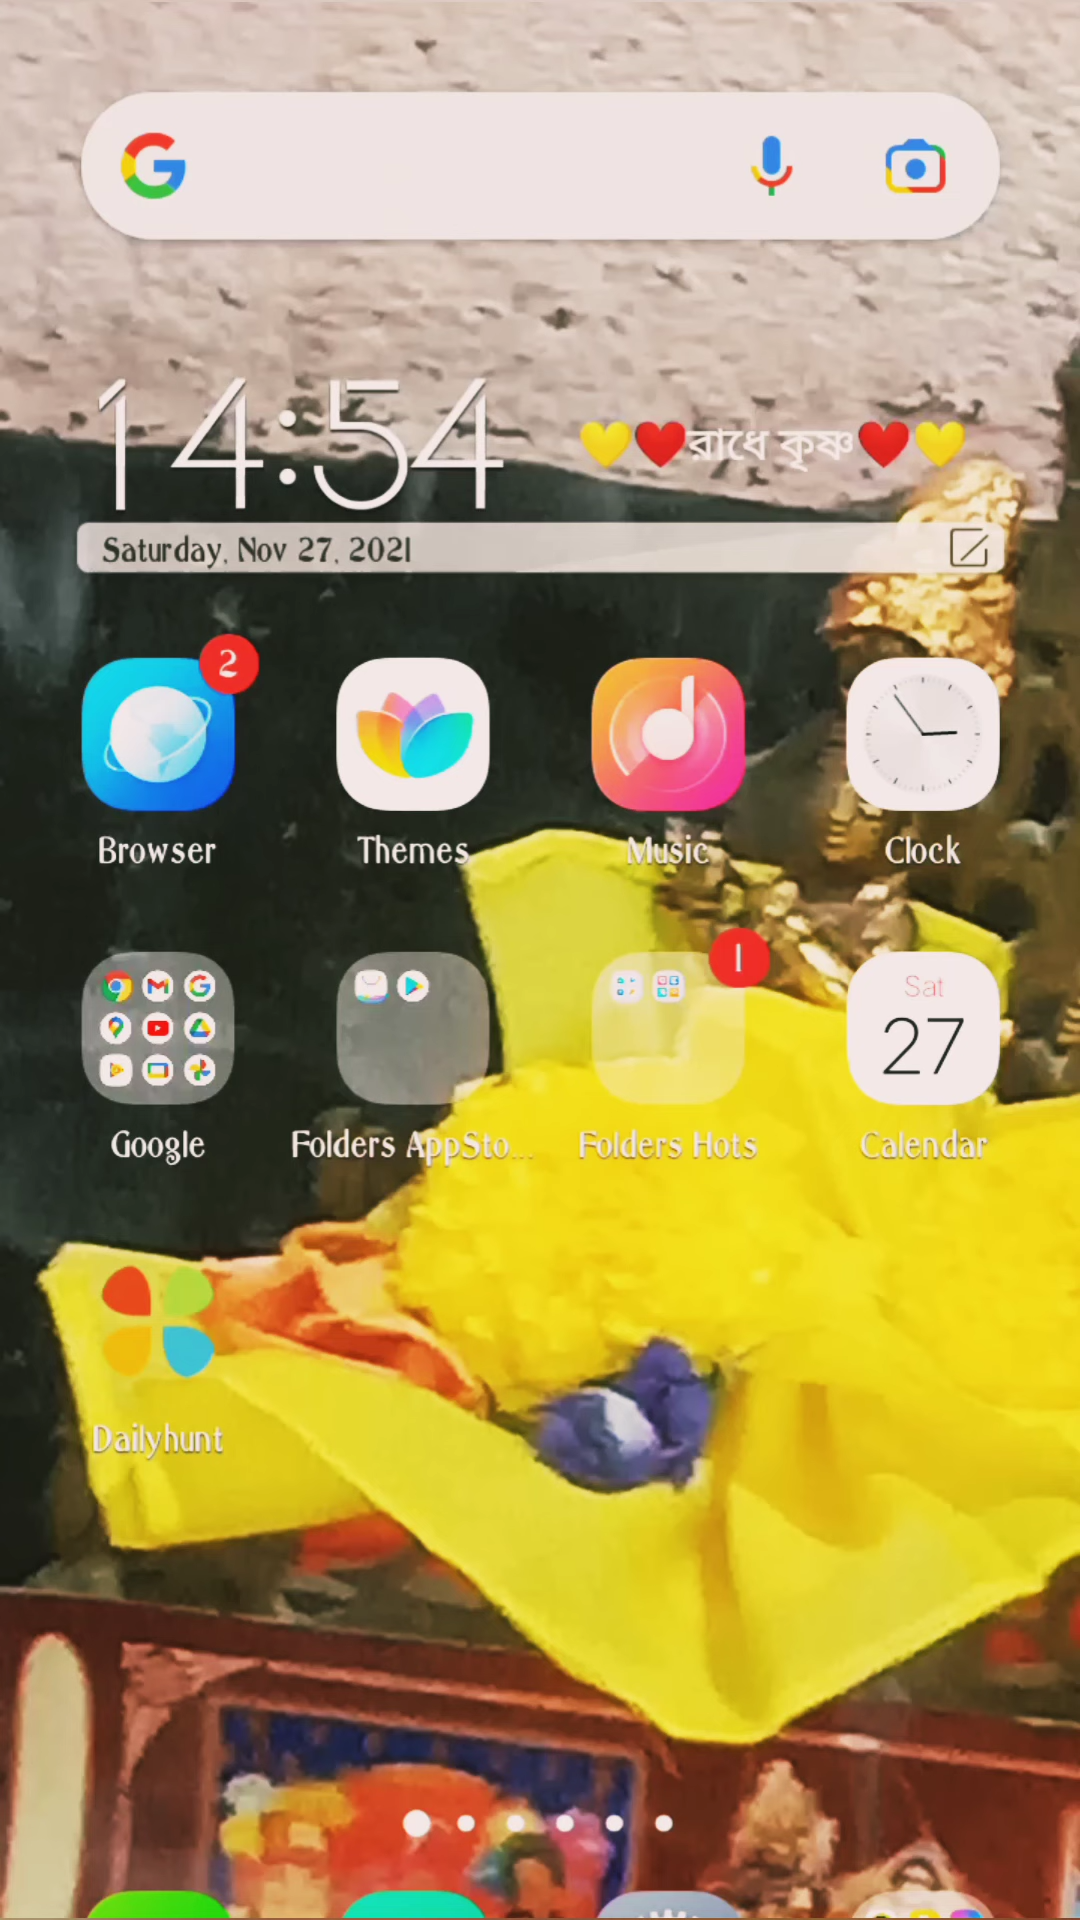 14:54
💛❤️রাধে কৃষ্ণ❤️💛
Saturday, Nov 27, 2021
2
Browser
Themes
Music
Clock
1
Sat
27
Google
Folders AppSto...
Folders Hots
Calendar
Dailyhunt